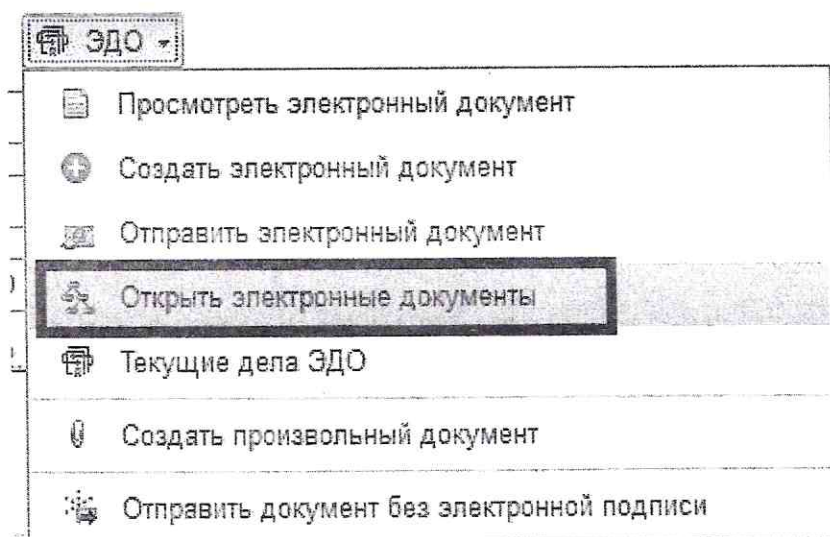 ЭДО
Просмотреть электронный документ
Создать электронный документ
Отправить электронный документ
Открыть электронные документы
Текущие дела ЭДО
Создать произвольный документ
Отправить документ без электронной подписи